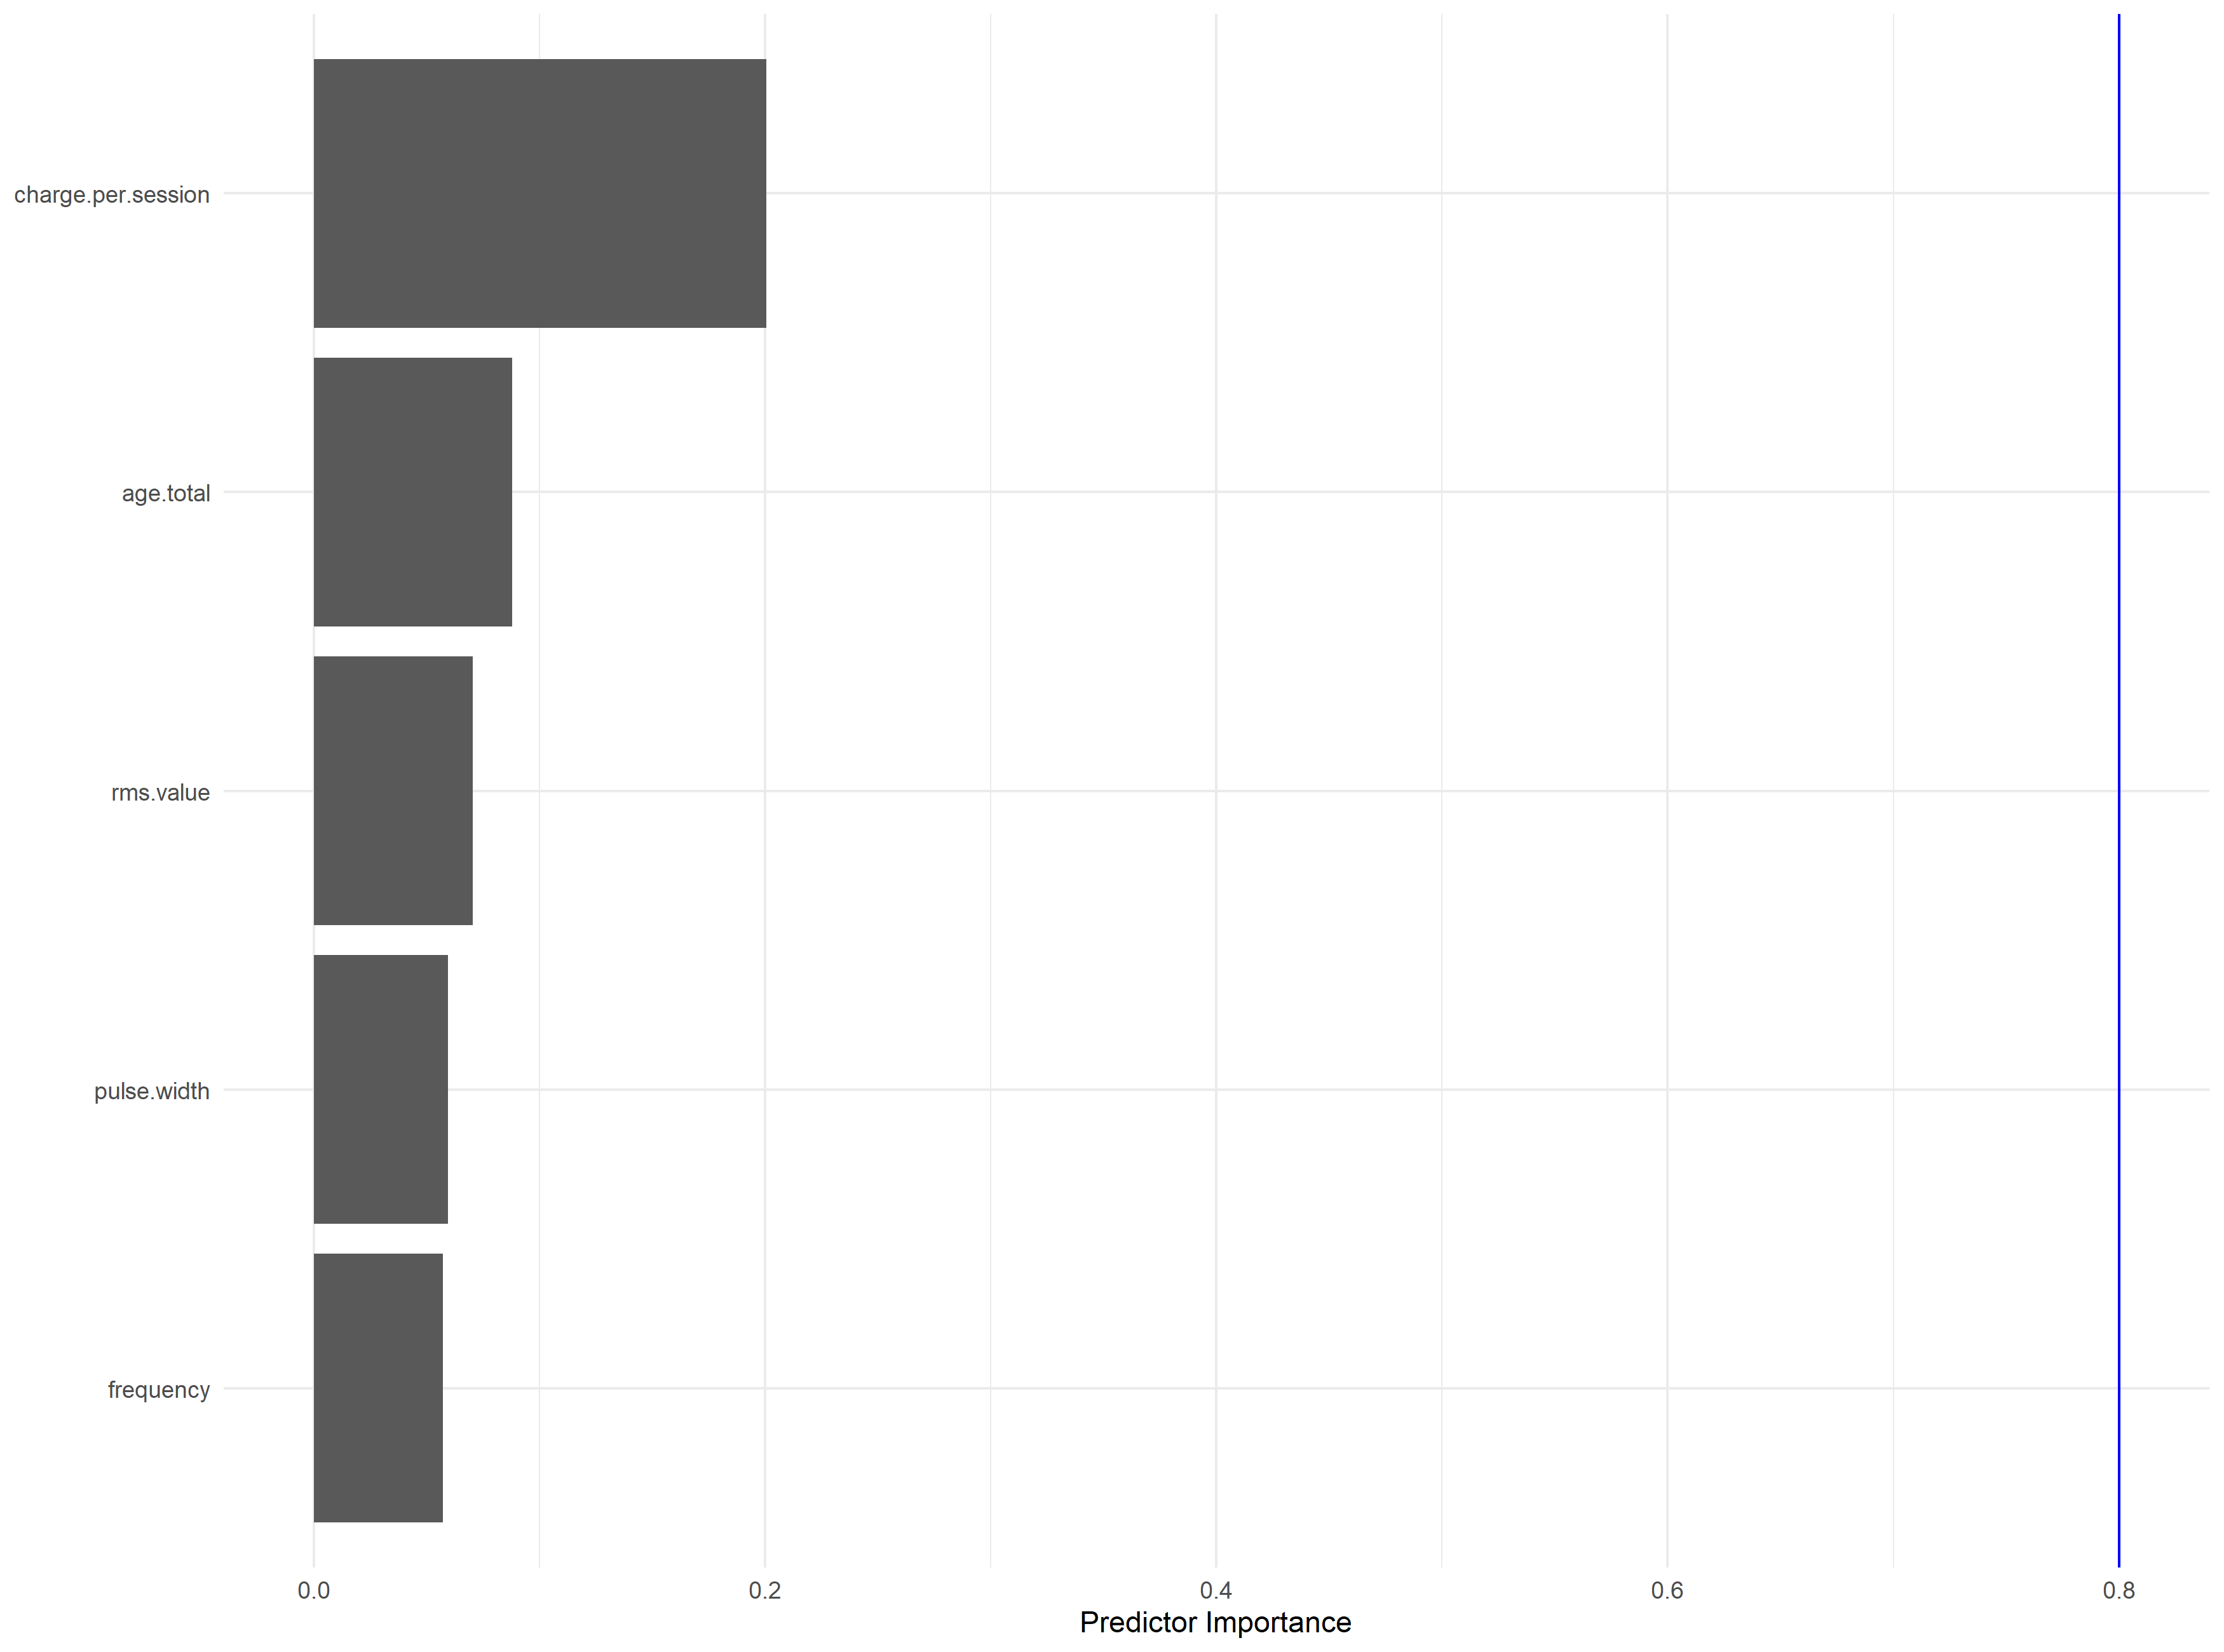 charge.per.session
age.total
rms.value
pulse.width
frequency
0.0 0.2 0.4 0.6 0.8
Predictor Importance